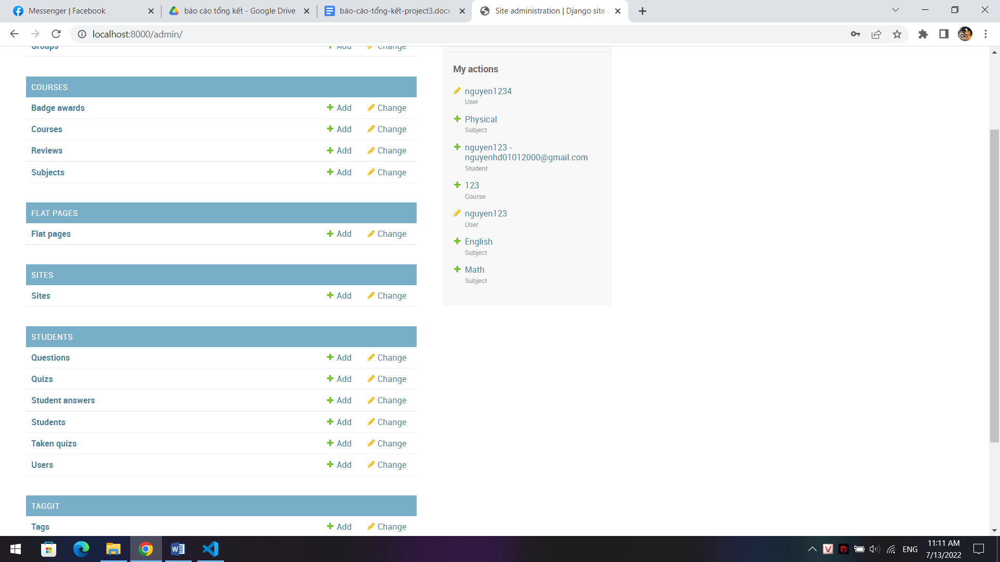 Messenger | Facebook
báo cáo tổng kết - Google Drive
báo-cáo-tổng-kết-project3.docx
Site administration | Django site a
localhost:8000/admin/
Groups Add Change
COURSES
Badge awards Add Change
Courses Add Change
Reviews Add Change
Subjects Add Change
FLAT PAGES
Flat pages Add Change
SITES
Sites Add Change
STUDENTS
Questions Add Change
Quizs Add Change
Student answers Add Change
Students Add Change
Taken quizs Add Change
Users Add Change
TAGGIT
Tags Add Change
My actions
nguyen1234
User
Physical
Subject
nguyen123 -
nguyenhd01012000@gmail.com
Student
123
Course
nguyen123
User
English
Subject
Math
Subject
ENG
11:11 AM
7/13/2022